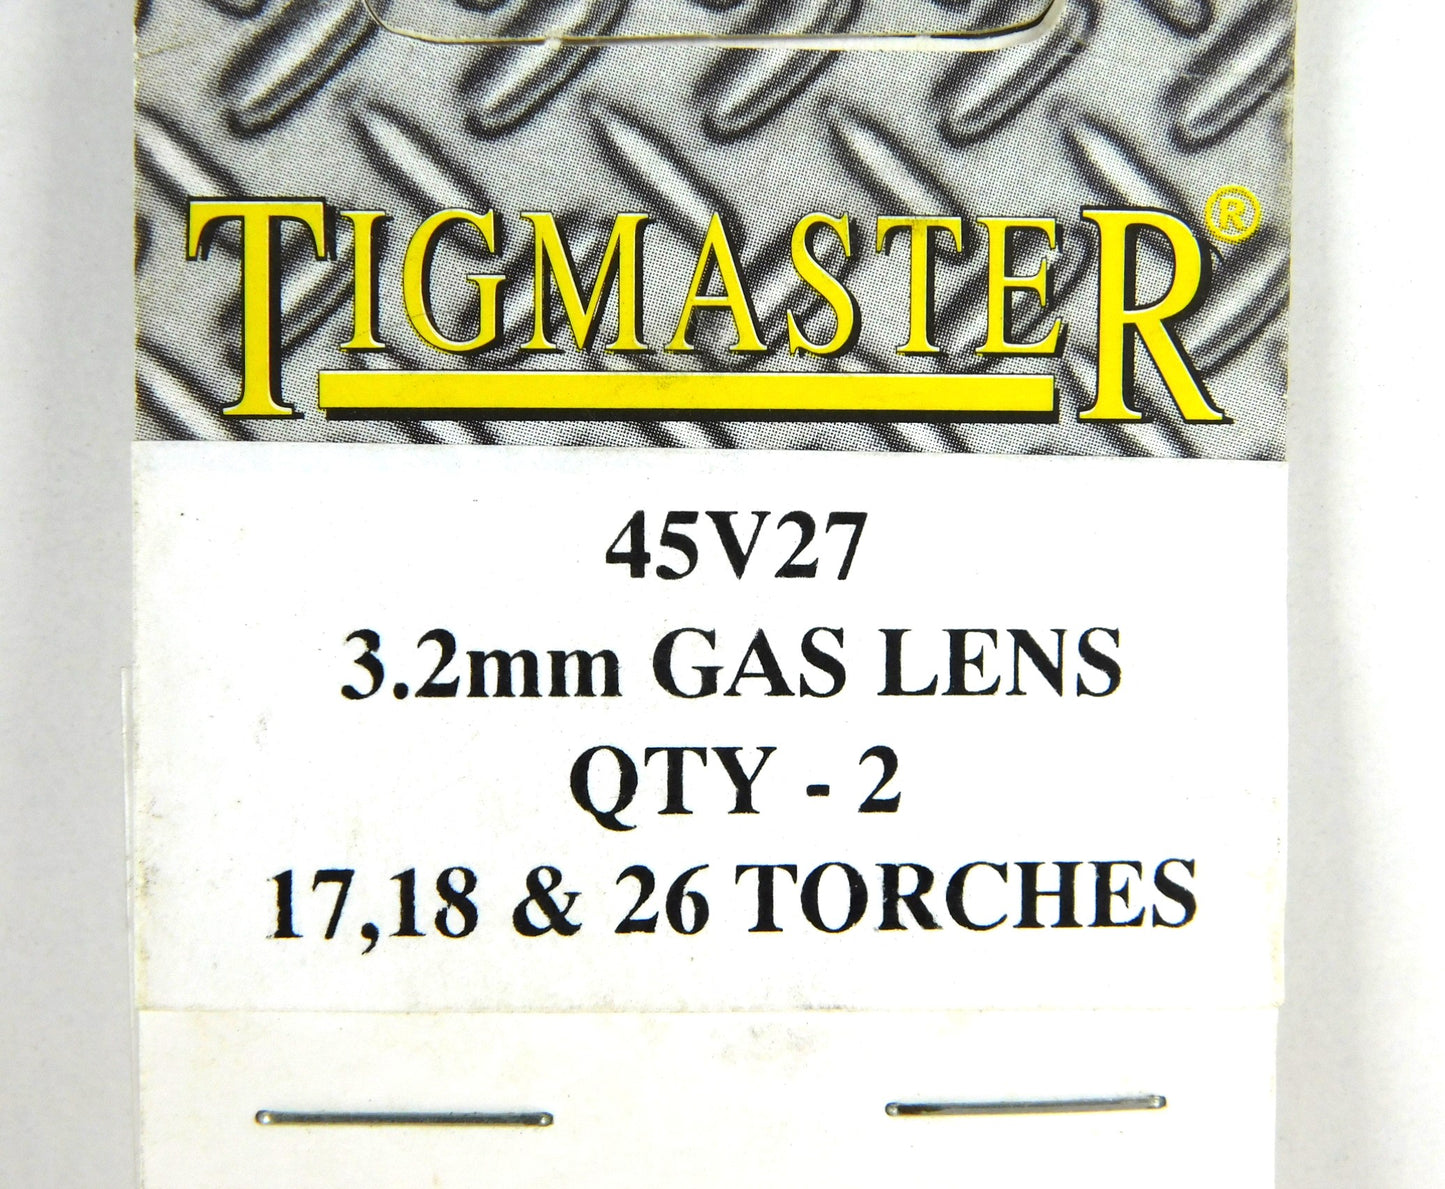 TIGMASTER®
45V27
3.2mm GAS LENS
QTY - 2
17,18 & 26 TORCHES